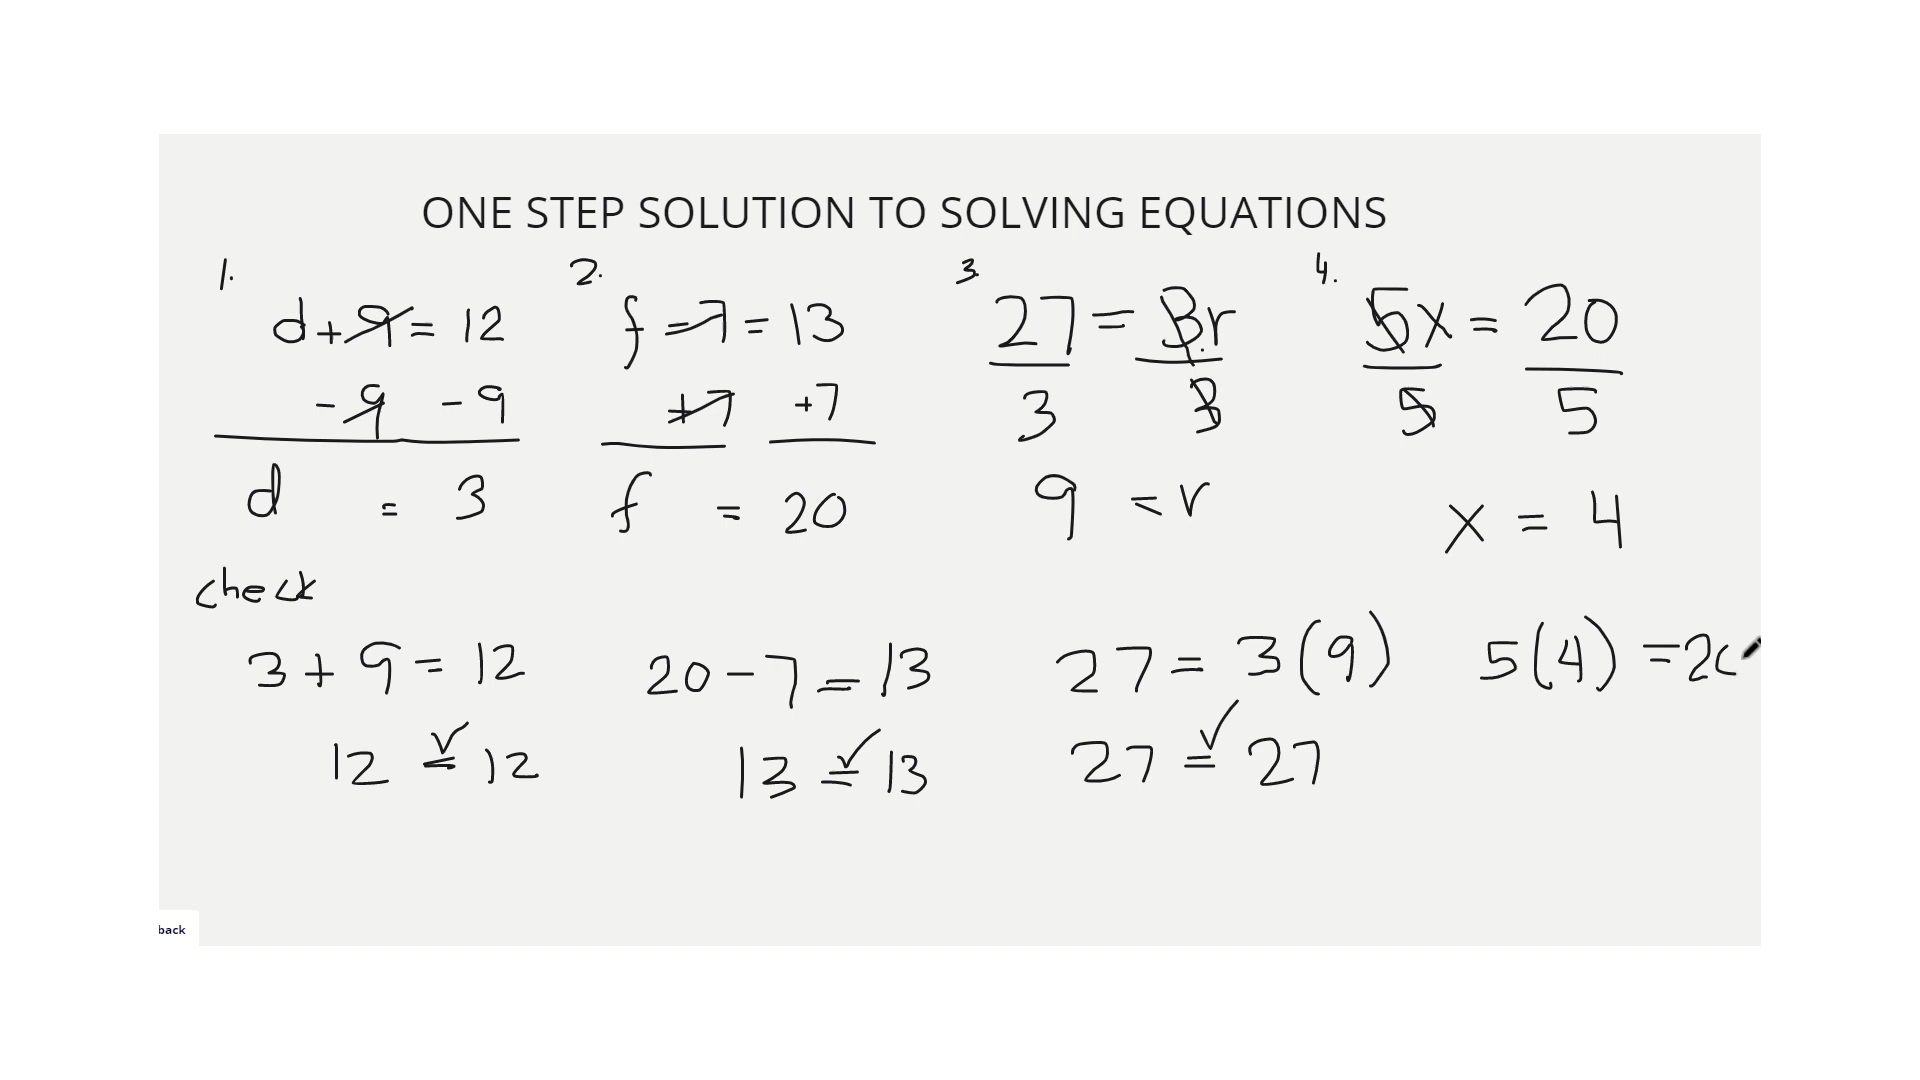 ONE STEP SOLUTION TO SOLVING EQUATIONS
1.
d + 9 = 12
- 9 - 9
d = 3
2.
f - 7 = 13
+7 +7
f = 20
3.
27 = 3r
3 3
9 = r
4.
5x = 20
5 5
x = 4
check
3 + 9 = 12
12 = 12
20 - 7 = 13
13 = 13
27 = 3(9)
27 = 27
5(4) = 2
back